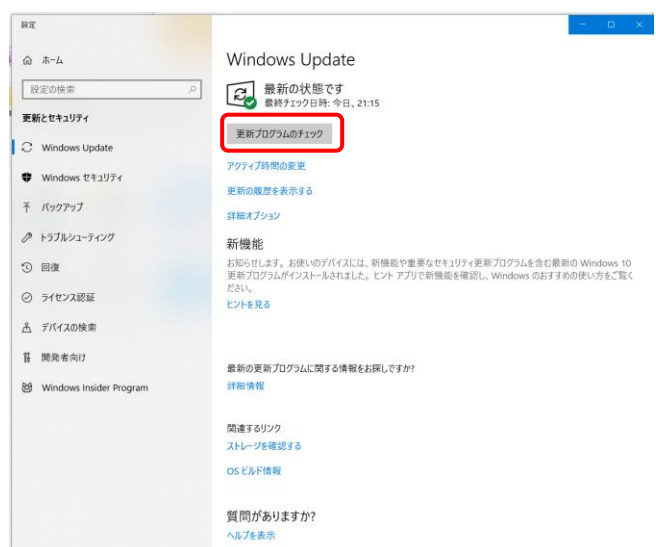 設定
ホーム
設定の検索
更新とセキュリティ
Windows Update
Windows セキュリティ
バックアップ
トラブルシューティング
回復
ライセンス認証
デバイスの検索
開発者向け
Windows Insider Program
Windows Update
最新の状態です
最終チェック日時: 今日、21:15
更新プログラムのチェック
アクティブ時間の変更
更新の履歴を表示する
詳細オプション
新機能
お知らせします。お使いのデバイスには、新機能や重要なセキュリティ更新プログラムを含む最新の Windows 10
更新プログラムがインストールされました。ヒント アプリで新機能を確認し、Windows のおすすめの使い方をご覧く
ださい。
ヒントを見る
最新の更新プログラムに関する情報をお探しですか?
詳細情報
関連するリンク
ストレージを確認する
OS ビルド情報
質問がありますか?
ヘルプを表示